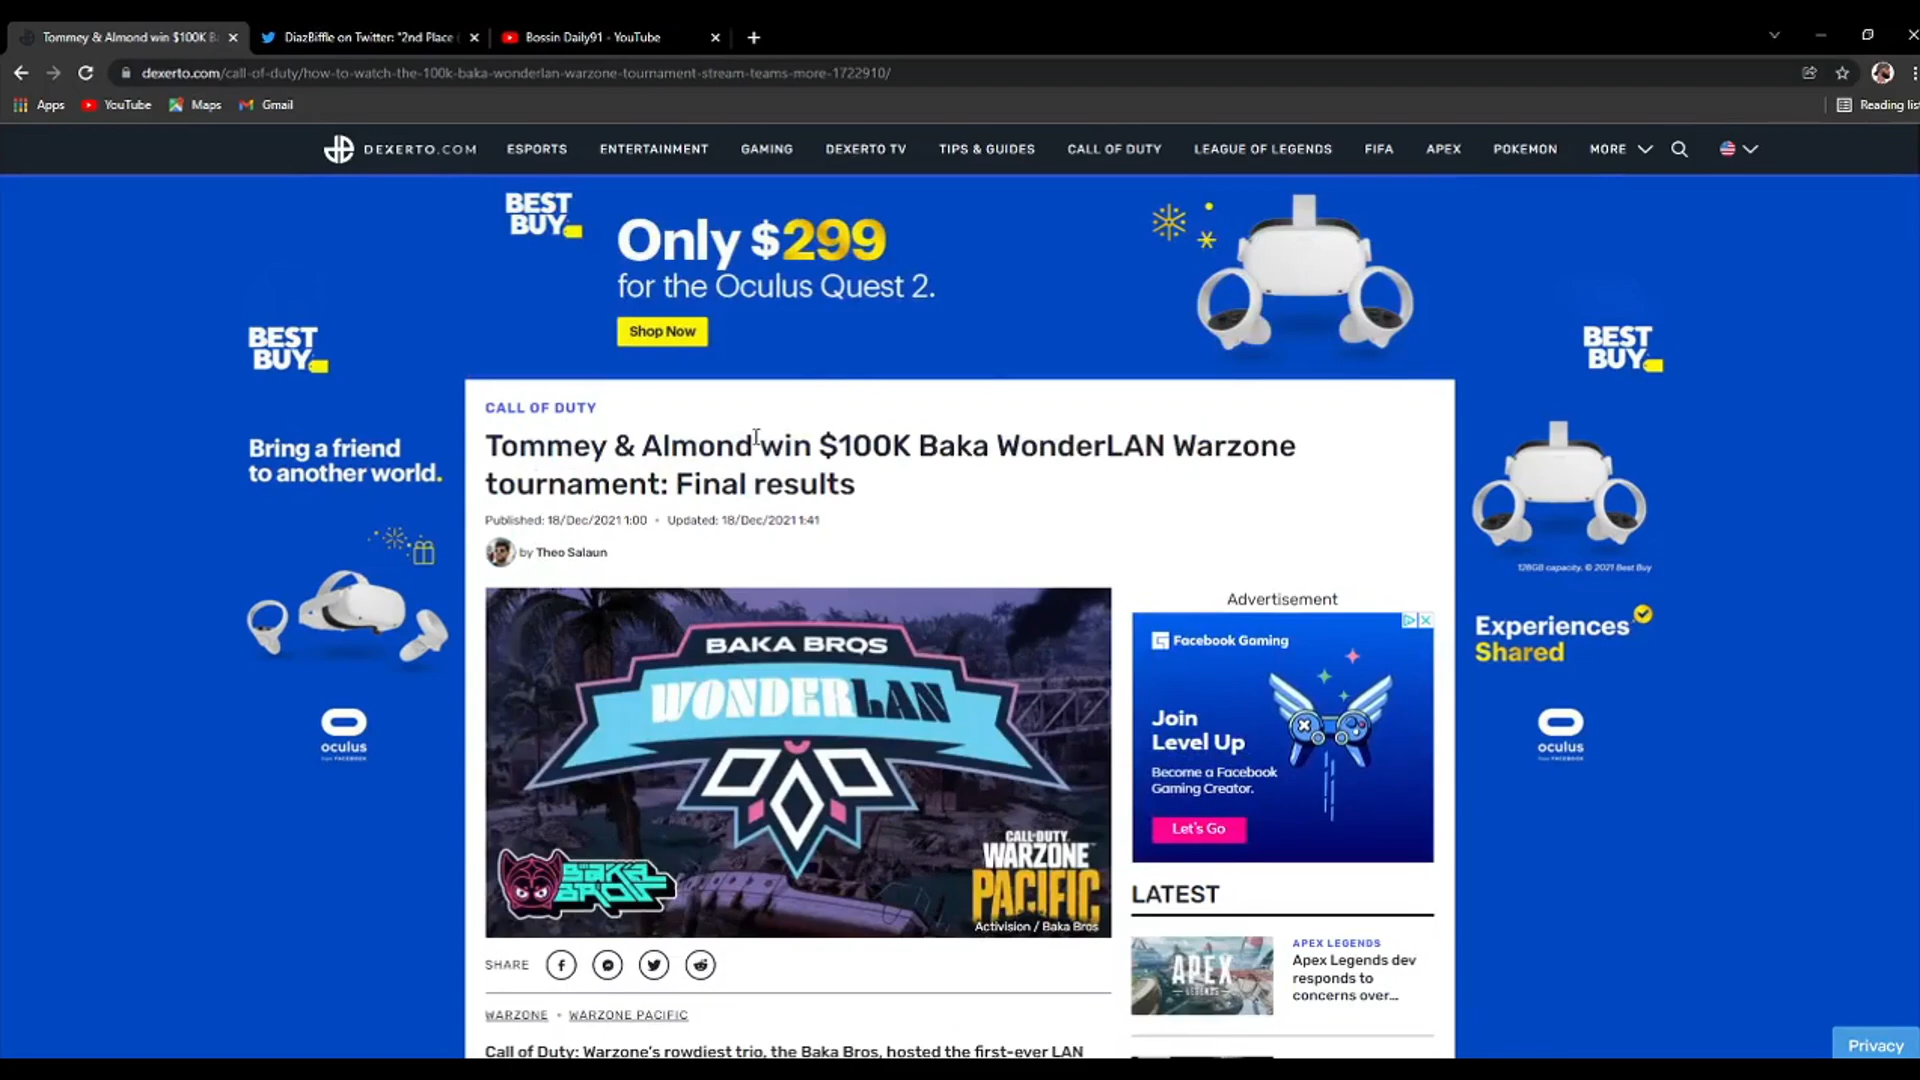 Tommey & Almond win $100K B
DiazBiffle on Twitter: "2nd Place (
Bossin Daily91 - YouTube
dexerto.com/call-of-duty/how-to-watch-the-100k-baka-wonderlan-warzone-tournament-stream-teams-more-1722910/
Apps
YouTube
Maps
Gmail
Reading lis
DEXERTO.COM
ESPORTS
ENTERTAINMENT
GAMING
DEXERTO TV
TIPS & GUIDES
CALL OF DUTY
LEAGUE OF LEGENDS
FIFA
APEX
POKEMON
MORE
BEST
BUY
Only $299
for the Oculus Quest 2.
Shop Now
BEST
BUY
Bring a friend
to another world.
oculus
from FACEBOOK
BEST
BUY
128GB capacity. © 2021 Best Buy
Experiences
Shared
oculus
from FACEBOOK
CALL OF DUTY
Tommey & Almond win $100K Baka WonderLAN Warzone
tournament: Final results
Published: 18/Dec/2021 1:00 • Updated: 18/Dec/2021 1:41
by Theo Salaun
BAKA BROS
WONDERLAN
BAKA
BROS
CALL OF DUTY
WARZONE
PACIFIC
Activision / Baka Bros
SHARE
WARZONE • WARZONE PACIFIC
Call of Duty: Warzone's rowdiest trio, the Baka Bros, hosted the first-ever LAN
Advertisement
Facebook Gaming
Join
Level Up
Become a Facebook
Gaming Creator.
Let's Go
LATEST
APEX
LEGENDS
APEX LEGENDS
Apex Legends dev
responds to
concerns over...
Privacy